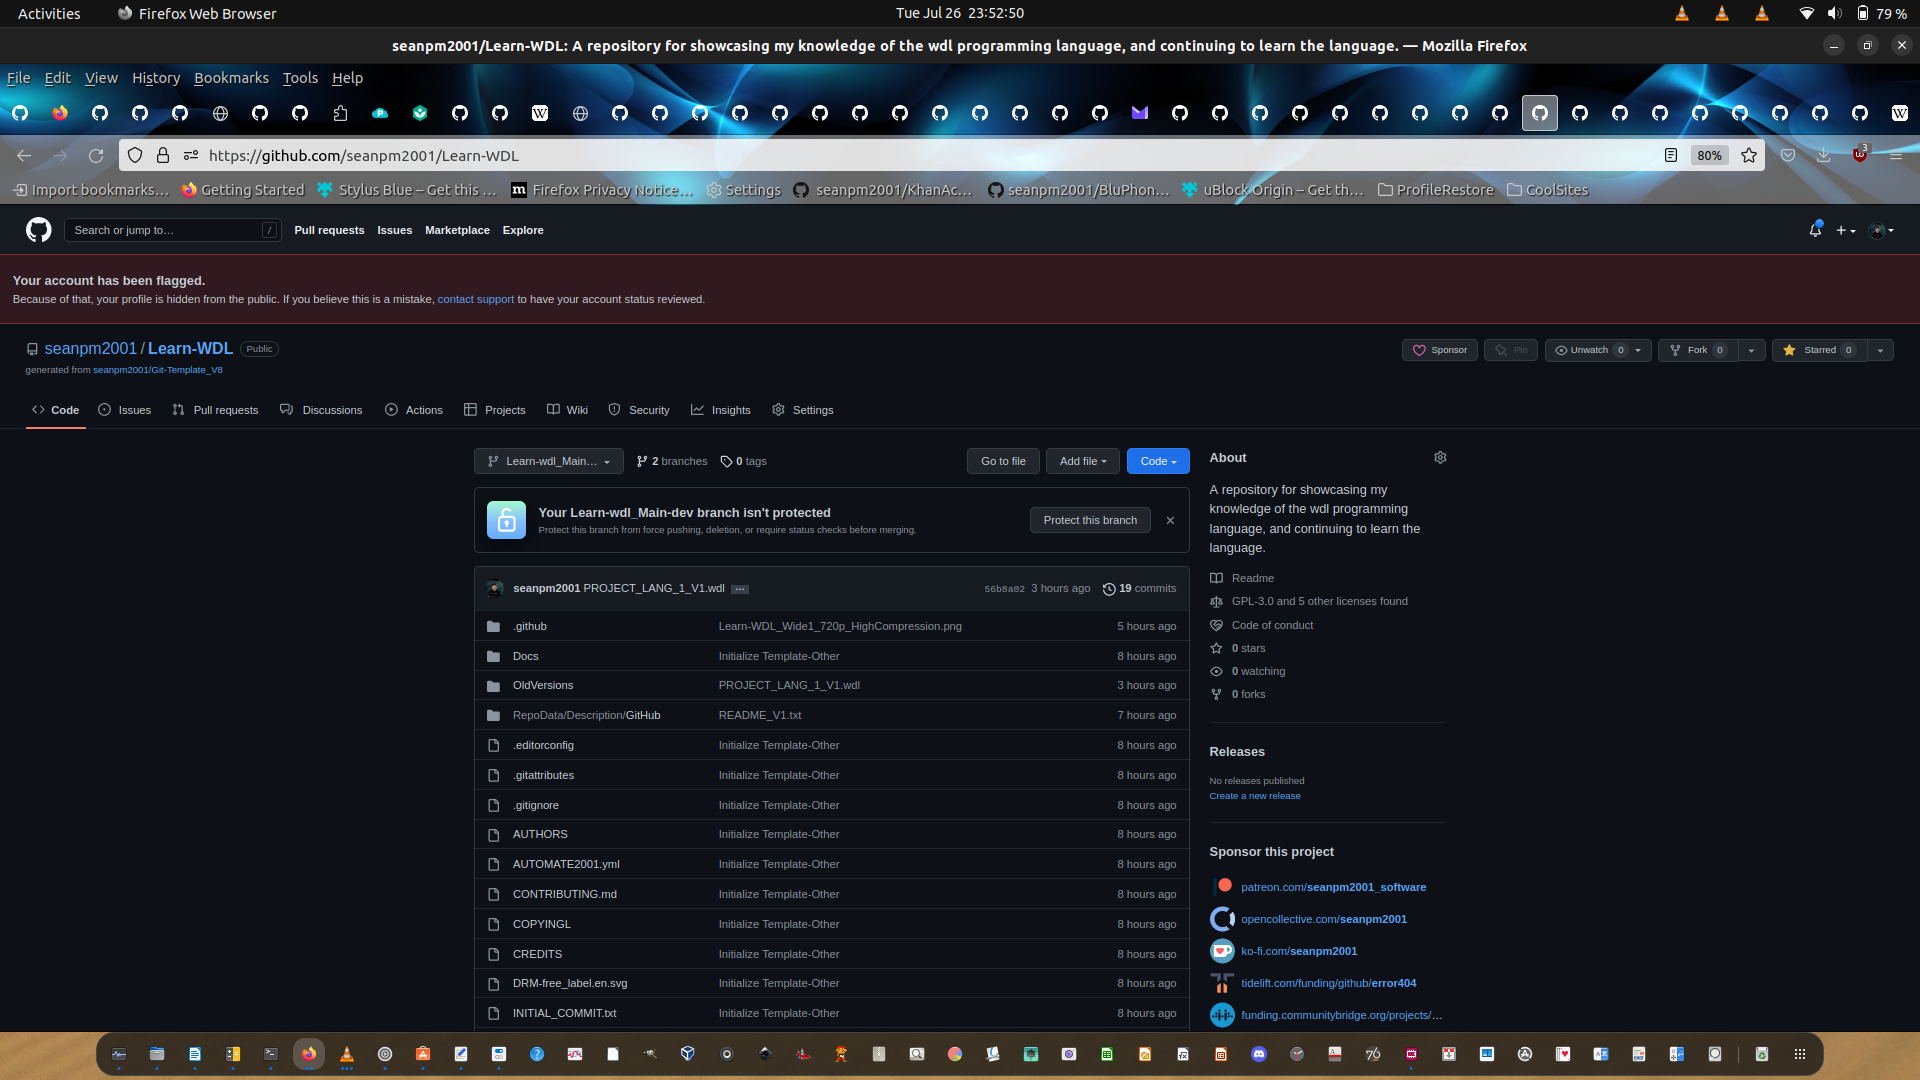 Activities
Firefox Web Browser
Tue Jul 26  23:52:50
79 %
seanpm2001/Learn-WDL: A repository for showcasing my knowledge of the wdl programming language, and continuing to learn the language. — Mozilla Firefox
File Edit View History Bookmarks Tools Help
https://github.com/seanpm2001/Learn-WDL
80%
3
Import bookmarks… Getting Started Stylus Blue – Get this … Firefox Privacy Notice… Settings seanpm2001/KhanAc… seanpm2001/BluPhon… uBlock Origin – Get th… ProfileRestore CoolSites
Search or jump to… /
Pull requests Issues Marketplace Explore
Your account has been flagged.
Because of that, your profile is hidden from the public. If you believe this is a mistake, contact support to have your account status reviewed.
seanpm2001/Learn-WDL Public
Sponsor Pin Unwatch 0 Fork 0 Starred 0
generated from seanpm2001/Git-Template_V8
Code Issues Pull requests Discussions Actions Projects Wiki Security Insights Settings
Learn-wdl_Main… 2 branches 0 tags
Go to file Add file Code
Your Learn-wdl_Main-dev branch isn't protected
Protect this branch from force pushing, deletion, or require status checks before merging.
Protect this branch
seanpm2001 PROJECT_LANG_1_V1.wdl … 56b8a02 3 hours ago 19 commits
.github Learn-WDL_Wide1_720p_HighCompression.png 5 hours ago
Docs Initialize Template-Other 8 hours ago
OldVersions PROJECT_LANG_1_V1.wdl 3 hours ago
RepoData/Description/GitHub README_V1.txt 7 hours ago
.editorconfig Initialize Template-Other 8 hours ago
.gitattributes Initialize Template-Other 8 hours ago
.gitignore Initialize Template-Other 8 hours ago
AUTHORS Initialize Template-Other 8 hours ago
AUTOMATE2001.yml Initialize Template-Other 8 hours ago
CONTRIBUTING.md Initialize Template-Other 8 hours ago
COPYINGL Initialize Template-Other 8 hours ago
CREDITS Initialize Template-Other 8 hours ago
DRM-free_label.en.svg Initialize Template-Other 8 hours ago
INITIAL_COMMIT.txt Initialize Template-Other 8 hours ago
About
A repository for showcasing my
knowledge of the wdl programming
language, and continuing to learn the
language.
Readme
GPL-3.0 and 5 other licenses found
Code of conduct
0 stars
0 watching
0 forks
Releases
No releases published
Create a new release
Sponsor this project
patreon.com/seanpm2001_software
opencollective.com/seanpm2001
ko-fi.com/seanpm2001
tidelift.com/funding/github/error404
funding.communitybridge.org/projects/…